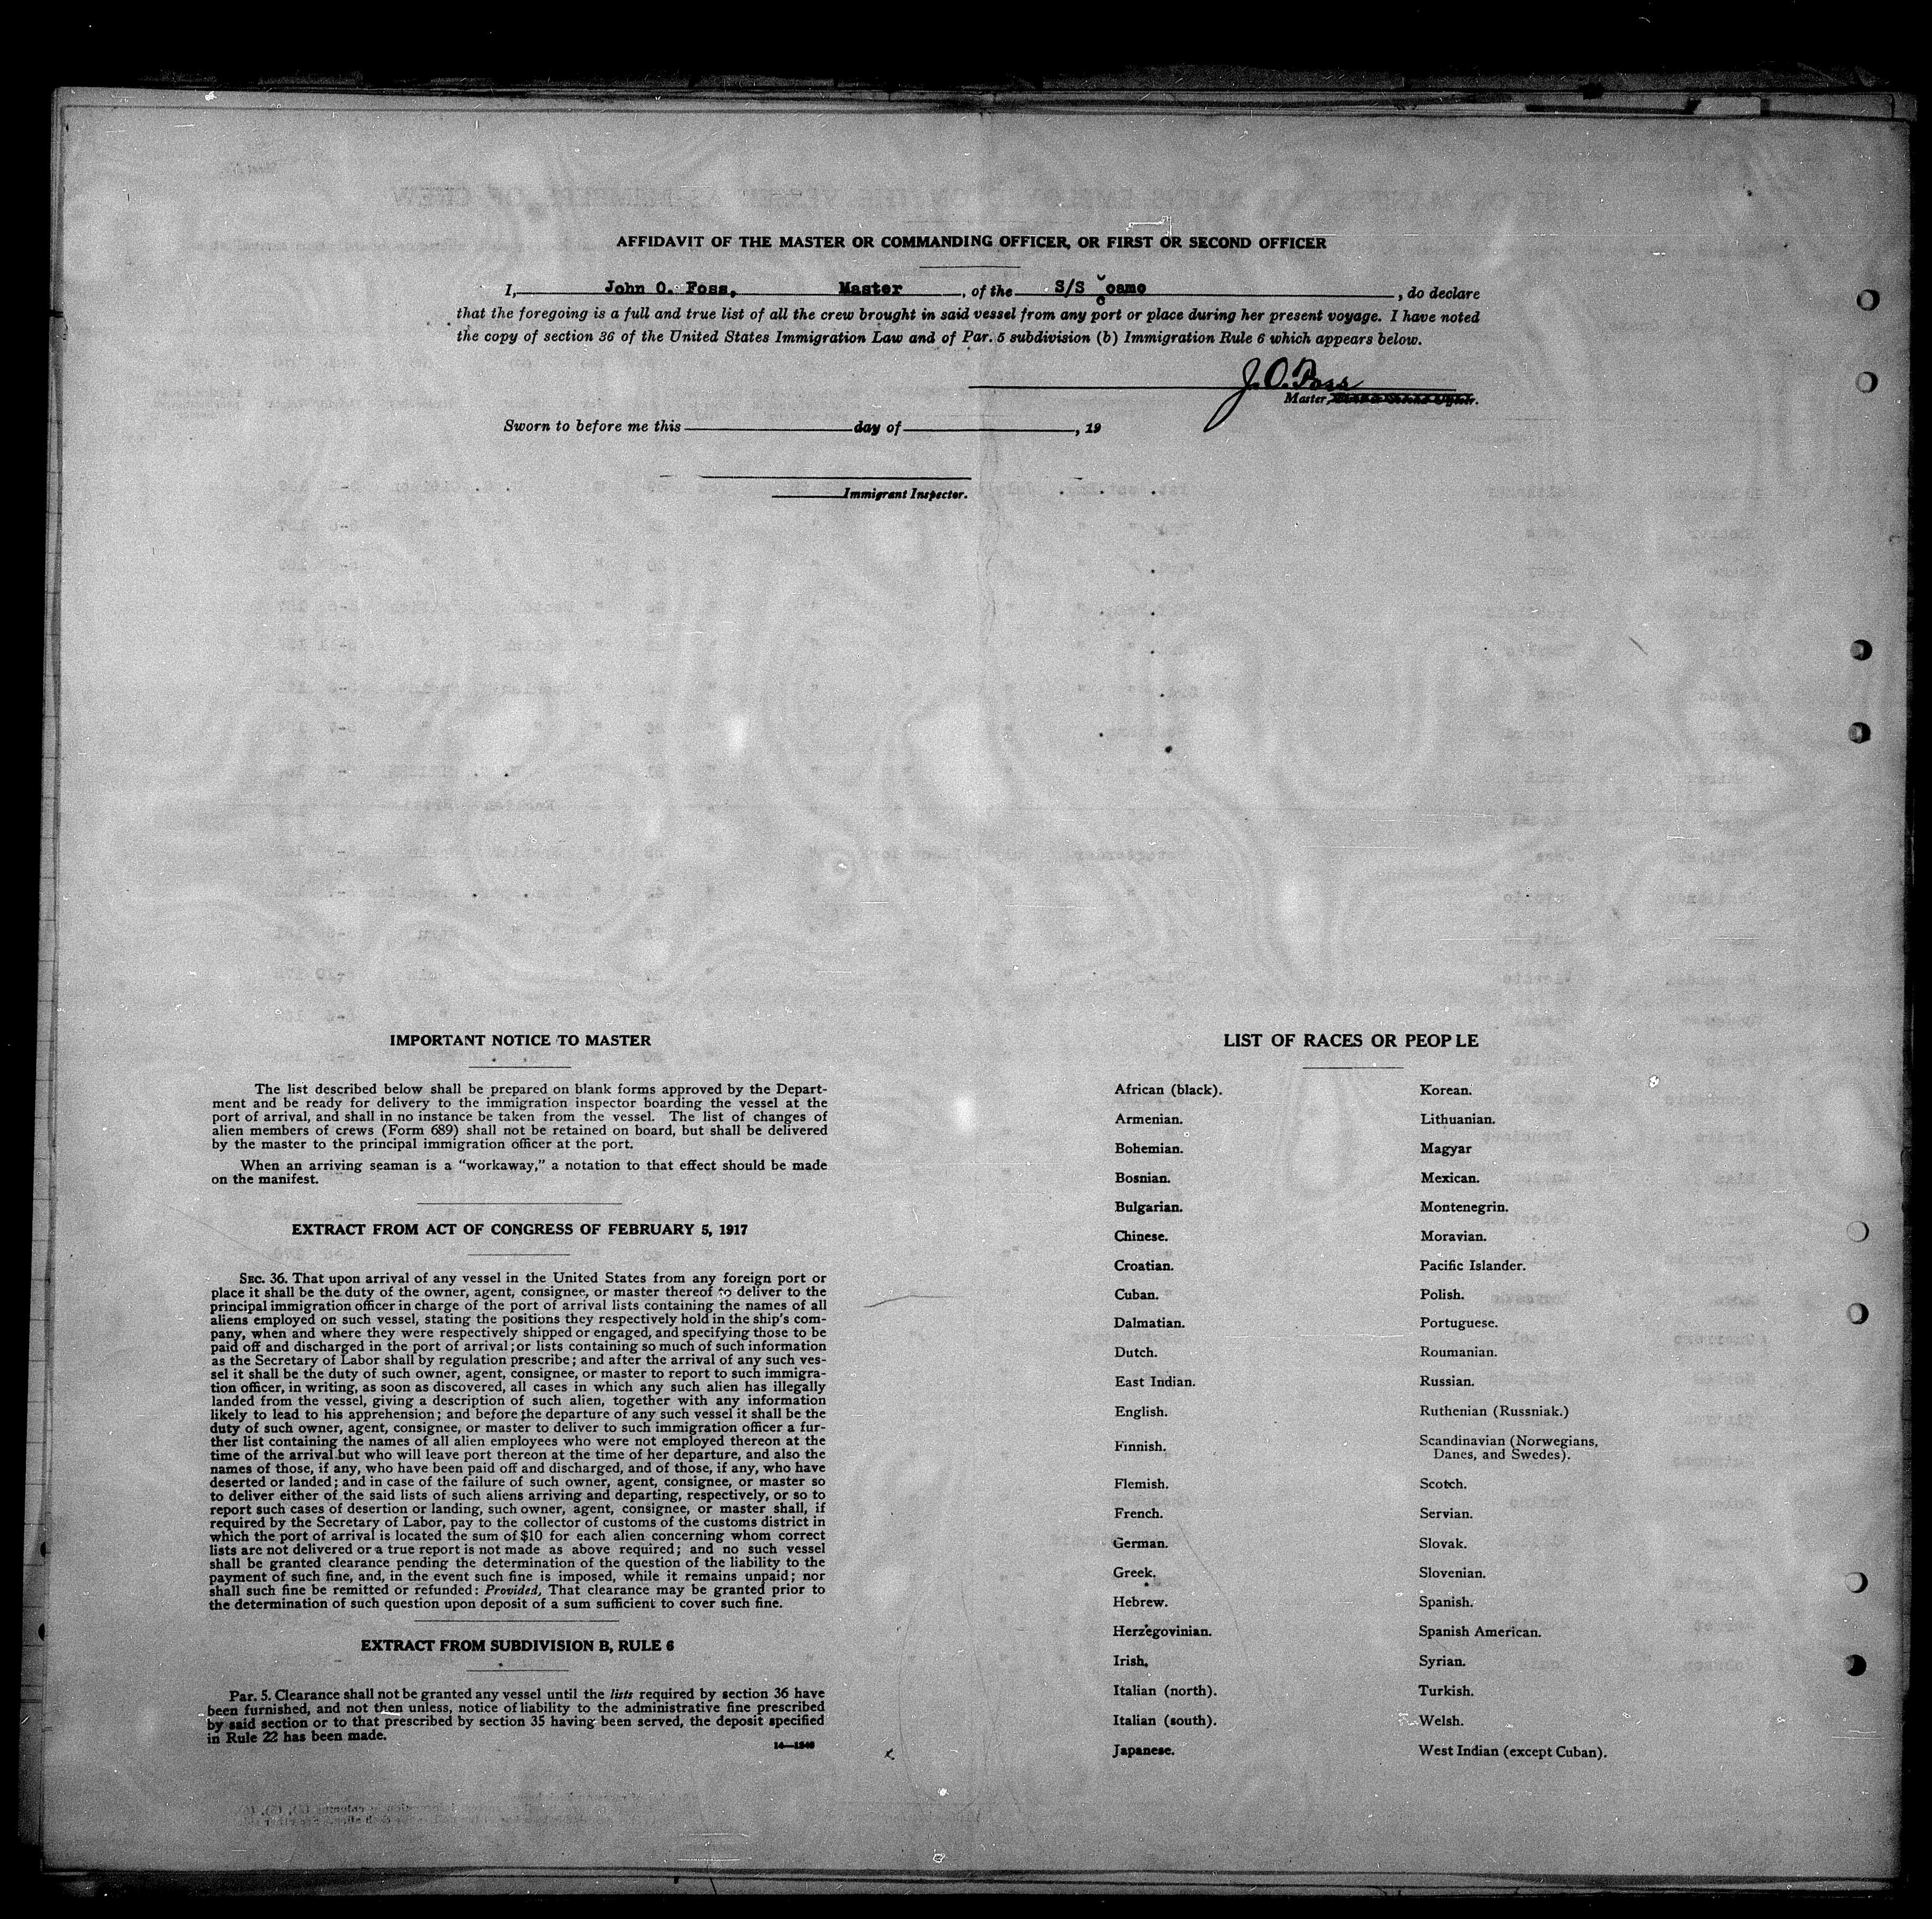 AFFIDAVIT OF THE MASTER OR COMMANDING OFFICER, OR FIRST OR SECOND OFFICER
I, John O. Foss, Master , of the S/S Coamo , do declare
that the foregoing is a full and true list of all the crew brought in said vessel from any port or place during her present voyage. I have noted
the copy of section 36 of the United States Immigration Law and of Par. 5 subdivision (b) Immigration Rule 6 which appears below.
J. O. Foss
Master,
Sworn to before me this day of , 19
Immigrant Inspector.
IMPORTANT NOTICE TO MASTER
The list described below shall be prepared on blank forms approved by the Depart-
ment and be ready for delivery to the immigration inspector boarding the vessel at the
port of arrival, and shall in no instance be taken from the vessel. The list of changes of
alien members of crews (Form 689) shall not be retained on board, but shall be delivered
by the master to the principal immigration officer at the port.
When an arriving seaman is a "workaway," a notation to that effect should be made
on the manifest.
EXTRACT FROM ACT OF CONGRESS OF FEBRUARY 5, 1917
SEC. 36. That upon arrival of any vessel in the United States from any foreign port or
place it shall be the duty of the owner, agent, consignee, or master thereof to deliver to the
principal immigration officer in charge of the port of arrival lists containing the names of all
aliens employed on such vessel, stating the positions they respectively hold in the ship's com-
pany, when and where they were respectively shipped or engaged, and specifying those to be
paid off and discharged in the port of arrival; or lists containing so much of such information
as the Secretary of Labor shall by regulation prescribe; and after the arrival of any such ves-
sel it shall be the duty of such owner, agent, consignee, or master to report to such immigra-
tion officer, in writing, as soon as discovered, all cases in which any such alien has illegally
landed from the vessel, giving a description of such alien, together with any information
likely to lead to his apprehension; and before the departure of any such vessel it shall be the
duty of such owner, agent, consignee, or master to deliver to such immigration officer a fur-
ther list containing the names of all alien employees who were not employed thereon at the
time of the arrival but who will leave port thereon at the time of her departure, and also the
names of those, if any, who have been paid off and discharged, and of those, if any, who have
deserted or landed; and in case of the failure of such owner, agent, consignee, or master so
to deliver either of the said lists of such aliens arriving and departing, respectively, or so to
report such cases of desertion or landing, such owner, agent, consignee, or master shall, if
required by the Secretary of Labor, pay to the collector of customs of the customs district in
which the port of arrival is located the sum of $10 for each alien concerning whom correct
lists are not delivered or a true report is not made as above required; and no such vessel
shall be granted clearance pending the determination of the question of the liability to the
payment of such fine, and, in the event such fine is imposed, while it remains unpaid; nor
shall such fine be remitted or refunded: Provided, That clearance may be granted prior to
the determination of such question upon deposit of a sum sufficient to cover such fine.
EXTRACT FROM SUBDIVISION B, RULE 6
Par. 5. Clearance shall not be granted any vessel until the lists required by section 36 have
been furnished, and not then unless, notice of liability to the administrative fine prescribed
by said section or to that prescribed by section 35 having been served, the deposit specified
in Rule 22 has been made.
LIST OF RACES OR PEOPLE
African (black).
Armenian.
Bohemian.
Bosnian.
Bulgarian.
Chinese.
Croatian.
Cuban.
Dalmatian.
Dutch.
East Indian.
English.
Finnish.
Flemish.
French.
German.
Greek.
Hebrew.
Herzegovinian.
Irish.
Italian (north).
Italian (south).
Japanese.
Korean.
Lithuanian.
Magyar
Mexican.
Montenegrin.
Moravian.
Pacific Islander.
Polish.
Portuguese.
Roumanian.
Russian.
Ruthenian (Russniak.)
Scandinavian (Norwegians,
Danes, and Swedes).
Scotch.
Servian.
Slovak.
Slovenian.
Spanish.
Spanish American.
Syrian.
Turkish.
Welsh.
West Indian (except Cuban).